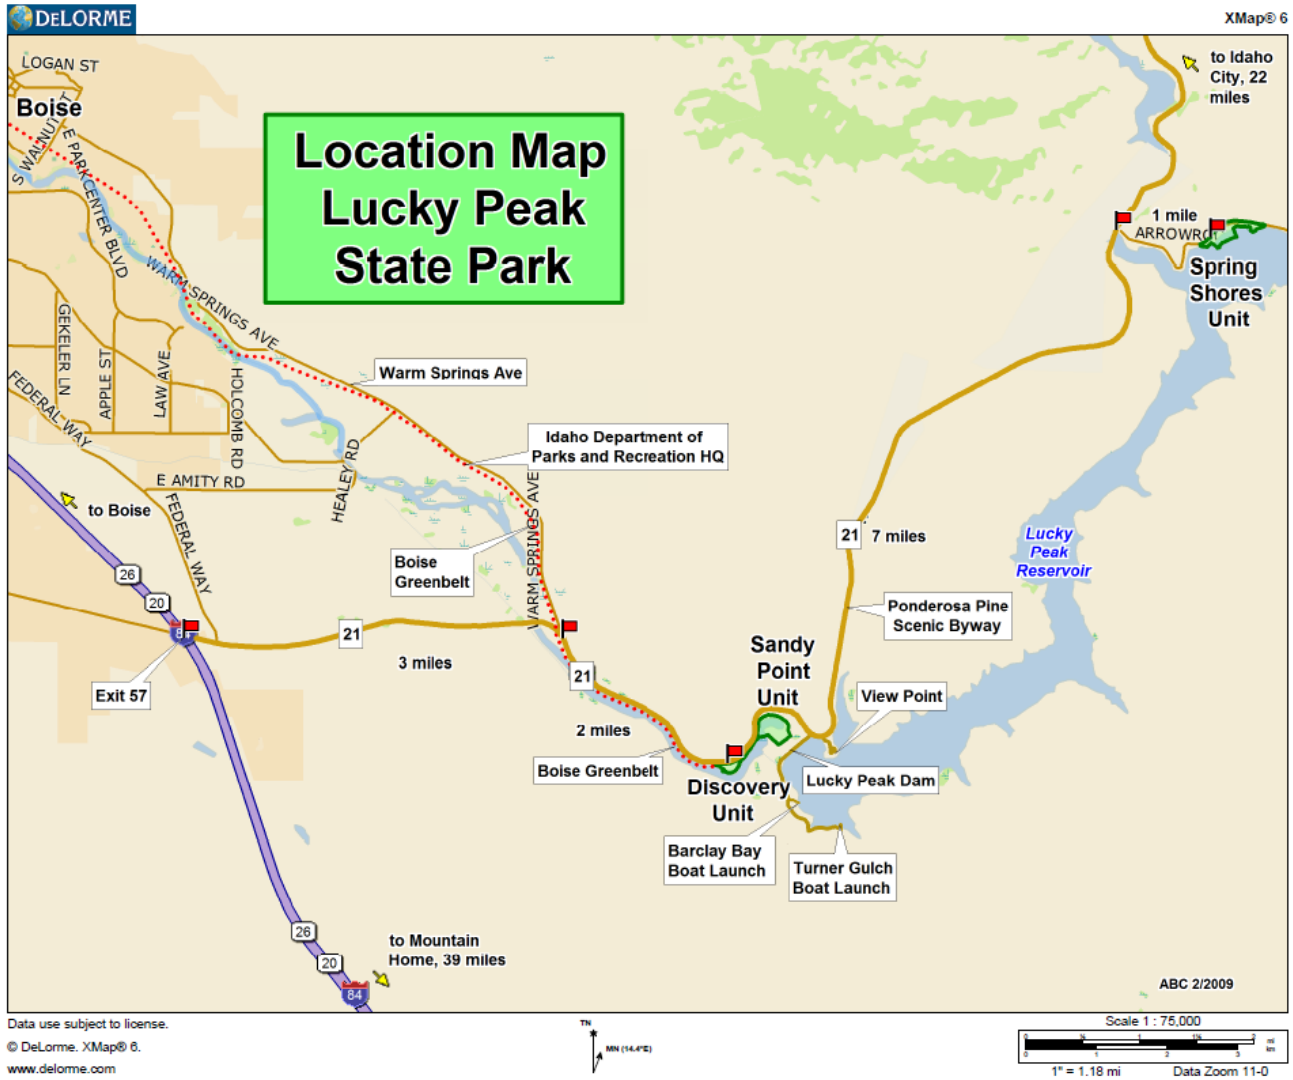 DELORME
XMap® 6
LOGAN ST
Boise
S WALNUT ST
E PARKCENTER BLVD
WARM SPRINGS AVE
Location Map
Lucky Peak
State Park
to Idaho
City, 22
miles
1 mile
Spring
Shores
Unit
GEKELER LN
APPLE ST
LAW AVE
HOLCOMB RD
FEDERAL WAY
Warm Springs Ave
Idaho Department of
Parks and Recreation HQ
E AMITY RD
HEALEY RD
FEDERAL WAY
to Boise
26
20
84
Exit 57
Boise
Greenbelt
WARM SPRINGS AVE
21
3 miles
21
2 miles
Boise Greenbelt
21
7 miles
Lucky
Peak
Reservoir
Ponderosa Pine
Scenic Byway
Sandy
Point
Unit
View Point
Lucky Peak Dam
Discovery
Unit
Barclay Bay
Boat Launch
Turner Gulch
Boat Launch
26
20
84
to Mountain
Home, 39 miles
ABC 2/2009
Data use subject to license.
© DeLorme. XMap® 6.
www.delorme.com
TN
MN (14.4°E)
Scale 1 : 75,000
mi
km
1" = 1.18 mi
Data Zoom 11-0